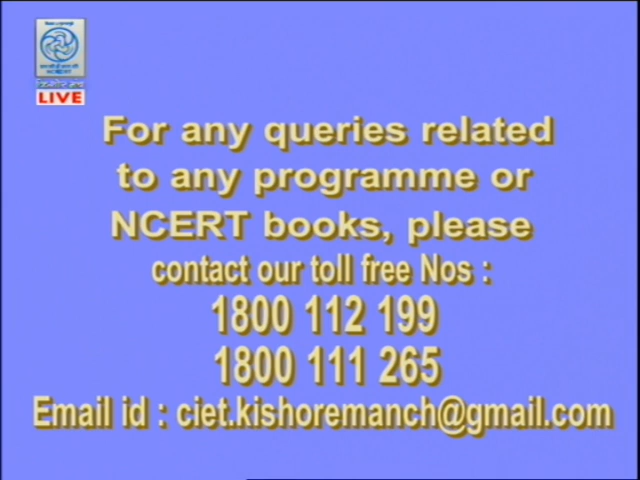 NCERT
LIVE
For any queries related
to any programme or
NCERT books, please
contact our toll free Nos :
1800 112 199
1800 111 265
Email id : ciet.kishoremanch@gmail.com